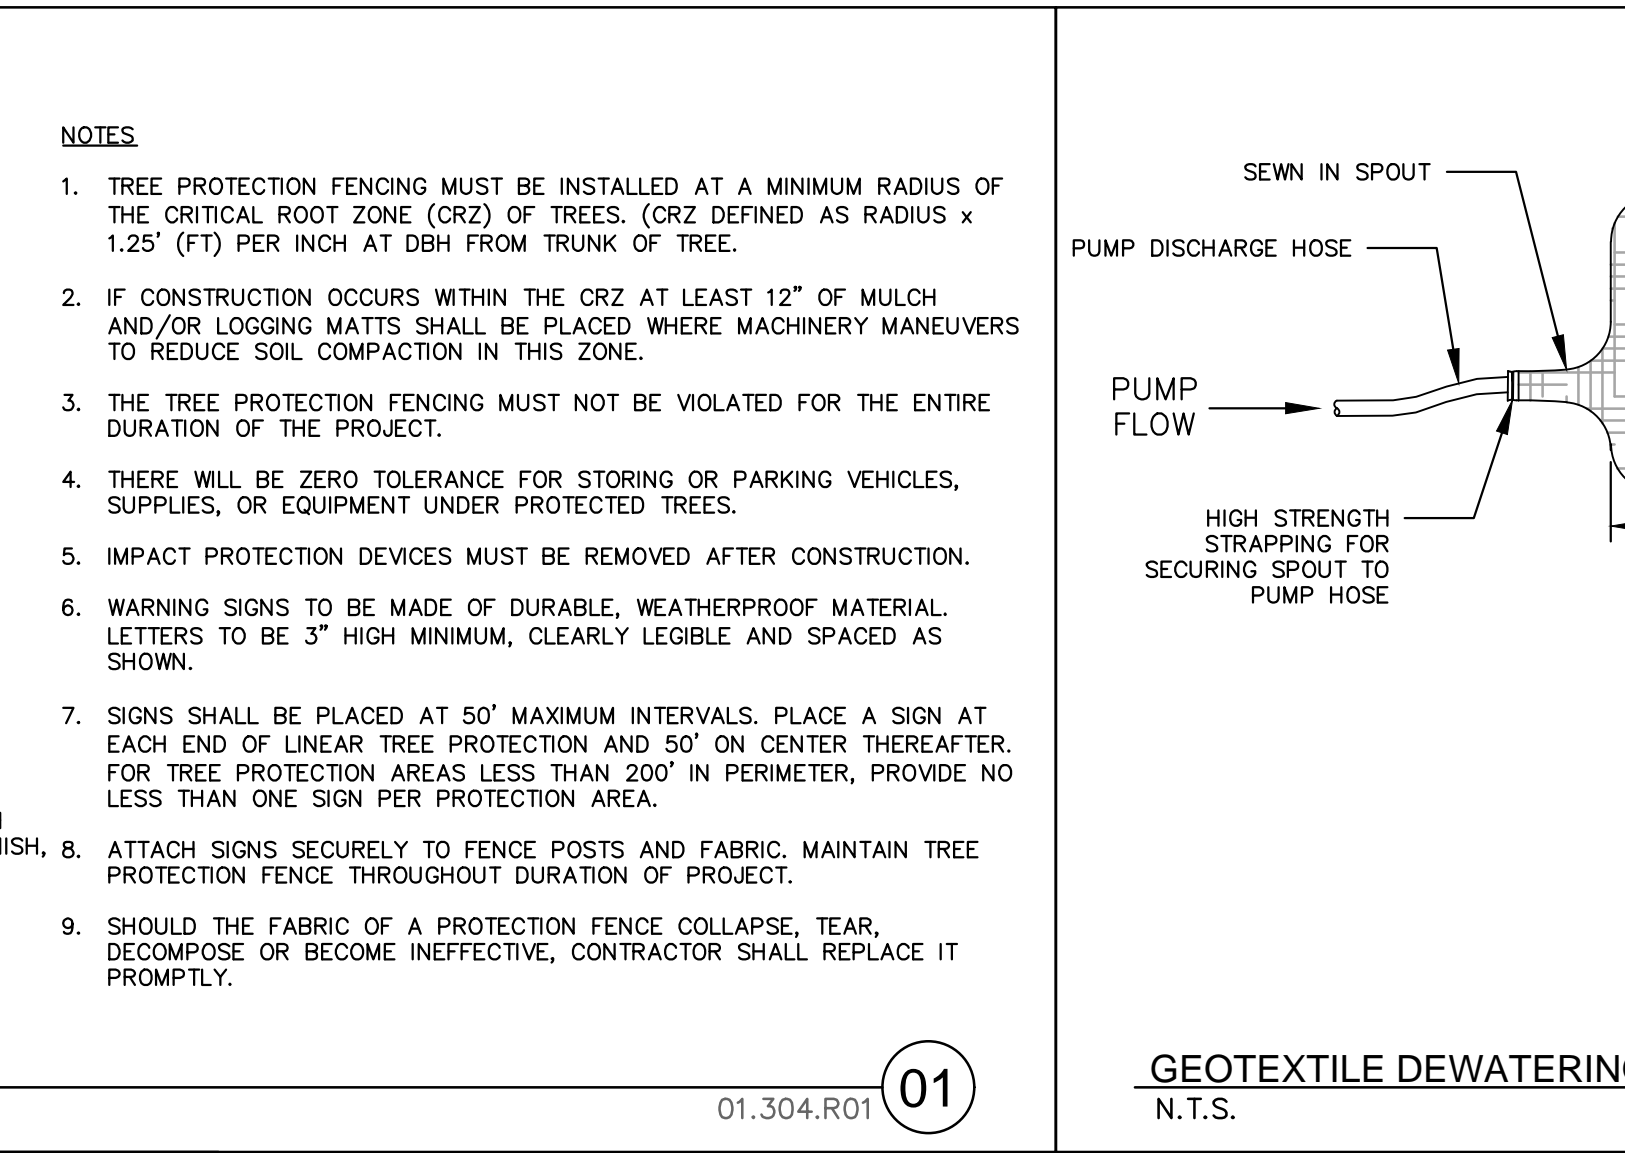 NOTES
1. TREE PROTECTION FENCING MUST BE INSTALLED AT A MINIMUM RADIUS OF
THE CRITICAL ROOT ZONE (CRZ) OF TREES. (CRZ DEFINED AS RADIUS x
1.25' (FT) PER INCH AT DBH FROM TRUNK OF TREE.
2. IF CONSTRUCTION OCCURS WITHIN THE CRZ AT LEAST 12" OF MULCH
AND/OR LOGGING MATTS SHALL BE PLACED WHERE MACHINERY MANEUVERS
TO REDUCE SOIL COMPACTION IN THIS ZONE.
3. THE TREE PROTECTION FENCING MUST NOT BE VIOLATED FOR THE ENTIRE
DURATION OF THE PROJECT.
4. THERE WILL BE ZERO TOLERANCE FOR STORING OR PARKING VEHICLES,
SUPPLIES, OR EQUIPMENT UNDER PROTECTED TREES.
5. IMPACT PROTECTION DEVICES MUST BE REMOVED AFTER CONSTRUCTION.
6. WARNING SIGNS TO BE MADE OF DURABLE, WEATHERPROOF MATERIAL.
LETTERS TO BE 3" HIGH MINIMUM, CLEARLY LEGIBLE AND SPACED AS
SHOWN.
7. SIGNS SHALL BE PLACED AT 50' MAXIMUM INTERVALS. PLACE A SIGN AT
EACH END OF LINEAR TREE PROTECTION AND 50' ON CENTER THEREAFTER.
FOR TREE PROTECTION AREAS LESS THAN 200' IN PERIMETER, PROVIDE NO
LESS THAN ONE SIGN PER PROTECTION AREA.
8. ATTACH SIGNS SECURELY TO FENCE POSTS AND FABRIC. MAINTAIN TREE
PROTECTION FENCE THROUGHOUT DURATION OF PROJECT.
9. SHOULD THE FABRIC OF A PROTECTION FENCE COLLAPSE, TEAR,
DECOMPOSE OR BECOME INEFFECTIVE, CONTRACTOR SHALL REPLACE IT
PROMPTLY.
01.304.R01
01
SEWN IN SPOUT
PUMP DISCHARGE HOSE
PUMP
FLOW
HIGH STRENGTH
STRAPPING FOR
SECURING SPOUT TO
PUMP HOSE
GEOTEXTILE DEWATERIN
N.T.S.